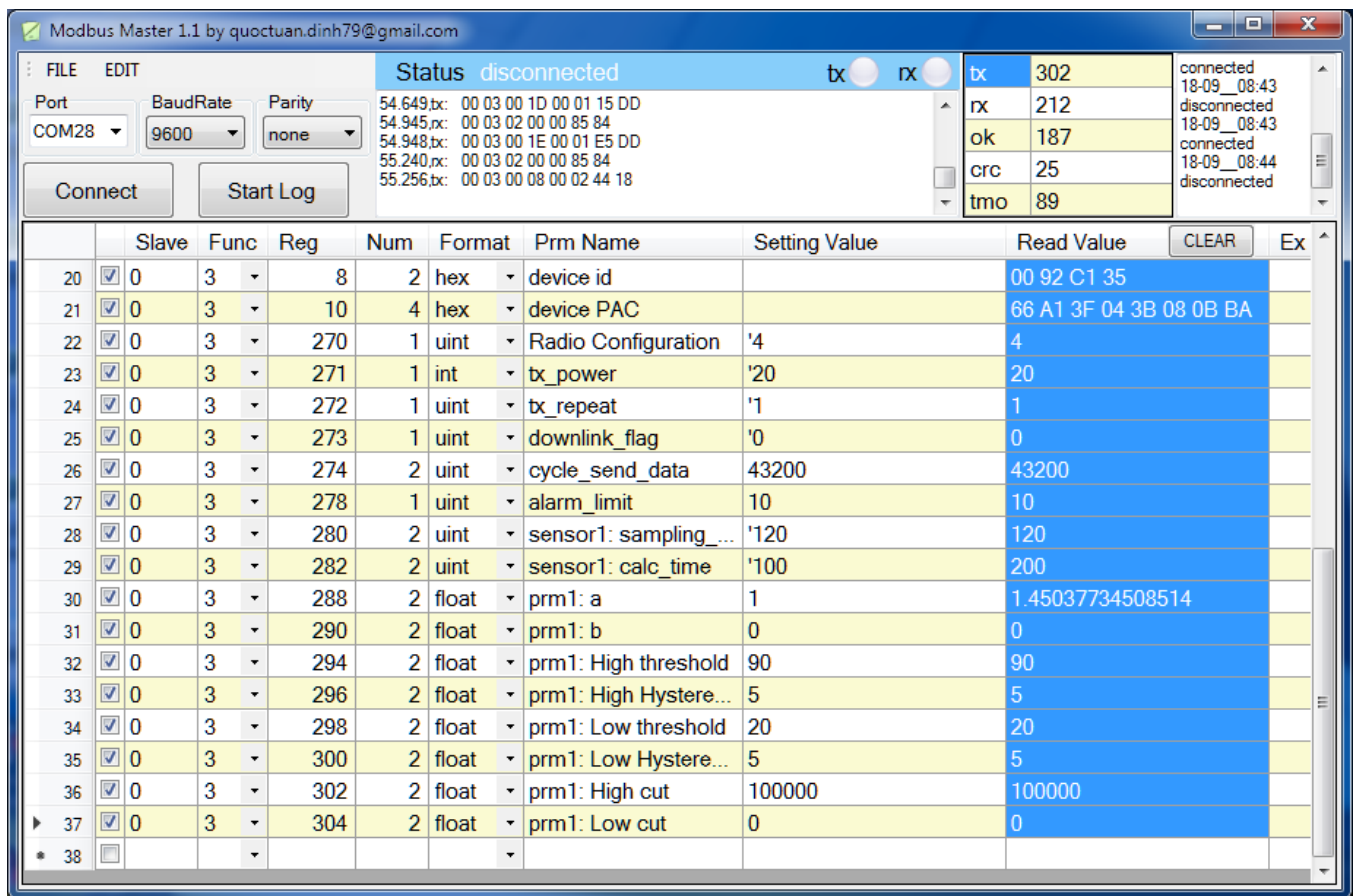 Modbus Master 1.1 by quoctuan.dinh79@gmail.com
FILE EDIT
Port BaudRate Parity
COM28 9600 none
Connect Start Log
Status disconnected tx rx
54.649,tx: 00 03 00 1D 00 01 15 DD
54.945,rx: 00 03 02 00 00 85 84
54.948,tx: 00 03 00 1E 00 01 E5 DD
55.240,rx: 00 03 02 00 00 85 84
55.256,tx: 00 03 00 08 00 02 44 18
tx 302
rx 212
ok 187
crc 25
tmo 89
connected
18-09__08:43
disconnected
18-09__08:43
connected
18-09__08:44
disconnected
Slave Func Reg Num Format Prm Name Setting Value Read Value CLEAR Ex
20 0 3 8 2 hex device id 00 92 C1 35
21 0 3 10 4 hex device PAC 66 A1 3F 04 3B 08 0B BA
22 0 3 270 1 uint Radio Configuration '4 4
23 0 3 271 1 int tx_power '20 20
24 0 3 272 1 uint tx_repeat '1 1
25 0 3 273 1 uint downlink_flag '0 0
26 0 3 274 2 uint cycle_send_data 43200 43200
27 0 3 278 1 uint alarm_limit 10 10
28 0 3 280 2 uint sensor1: sampling_... '120 120
29 0 3 282 2 uint sensor1: calc_time '100 200
30 0 3 288 2 float prm1: a 1 1.45037734508514
31 0 3 290 2 float prm1: b 0 0
32 0 3 294 2 float prm1: High threshold 90 90
33 0 3 296 2 float prm1: High Hystere... 5 5
34 0 3 298 2 float prm1: Low threshold 20 20
35 0 3 300 2 float prm1: Low Hystere... 5 5
36 0 3 302 2 float prm1: High cut 100000 100000
37 0 3 304 2 float prm1: Low cut 0 0
38